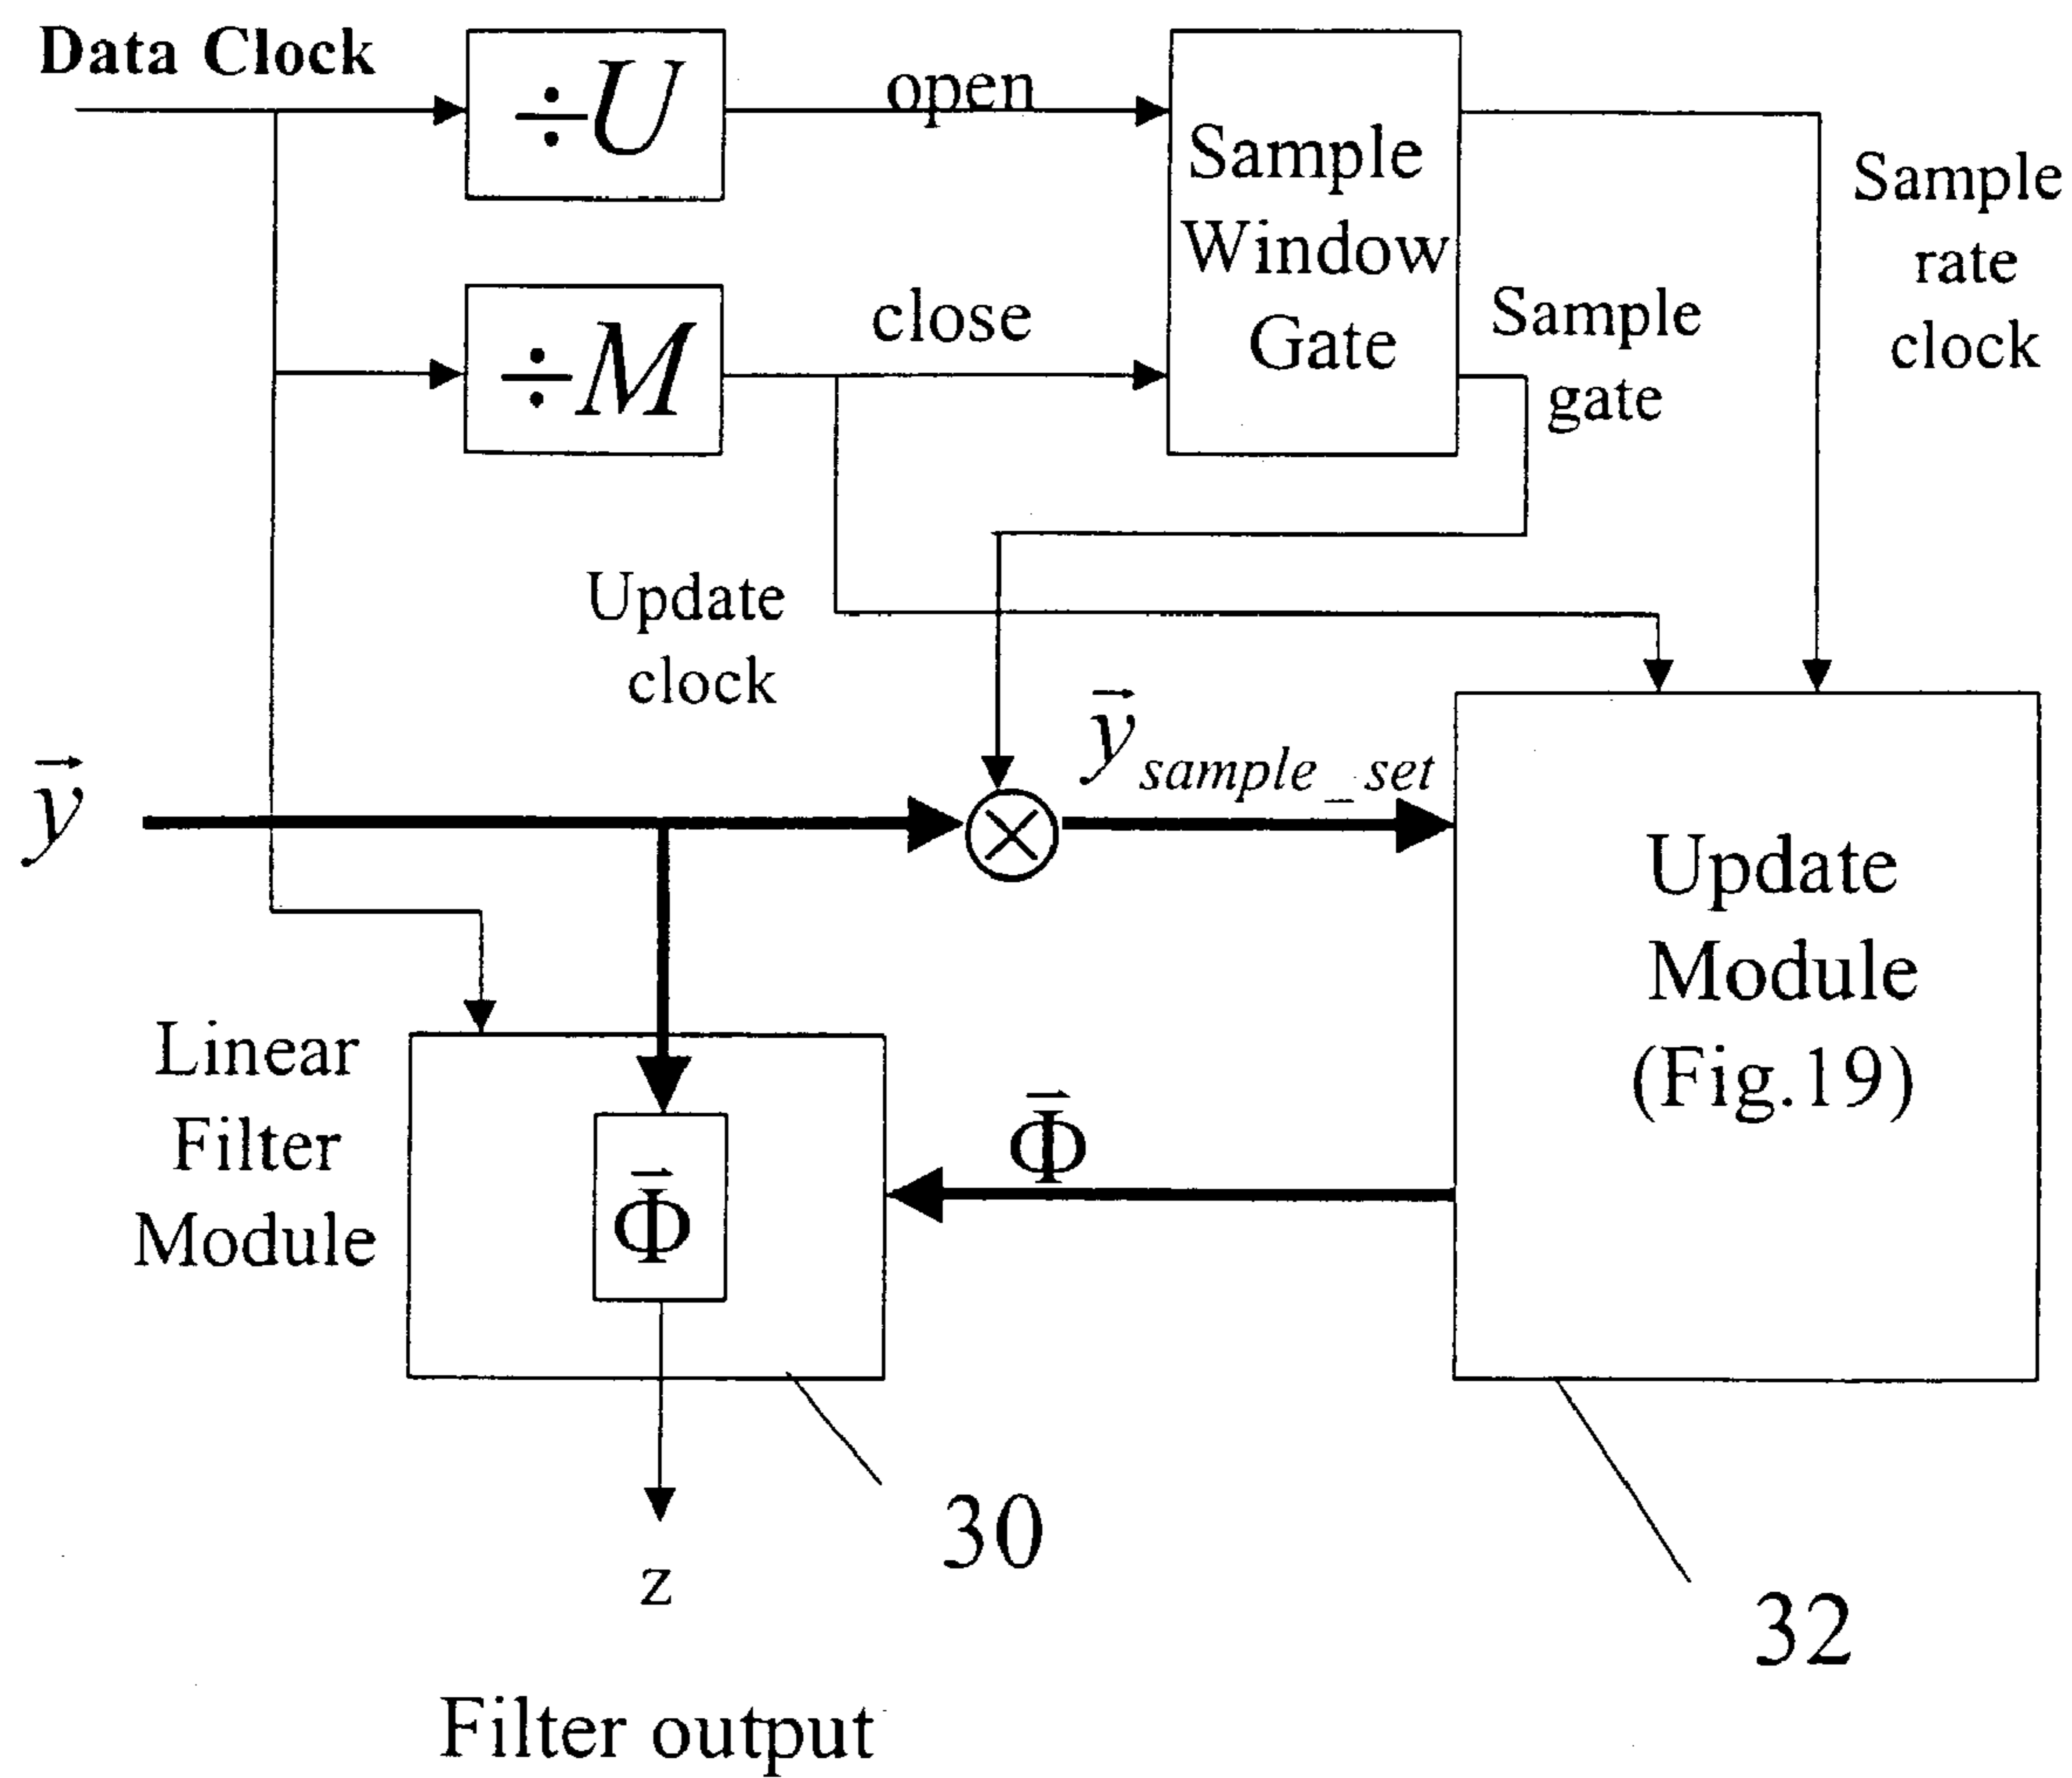 Data Clock
÷U
open
Sample
Window
Gate
Sample
rate
clock
÷M
close
Sample
gate
Update
clock
y⃗
y⃗ sample_set
Update
Module
(Fig.19)
Linear
Filter
Module
Φ⃗
Φ⃗
30
32
z
Filter output